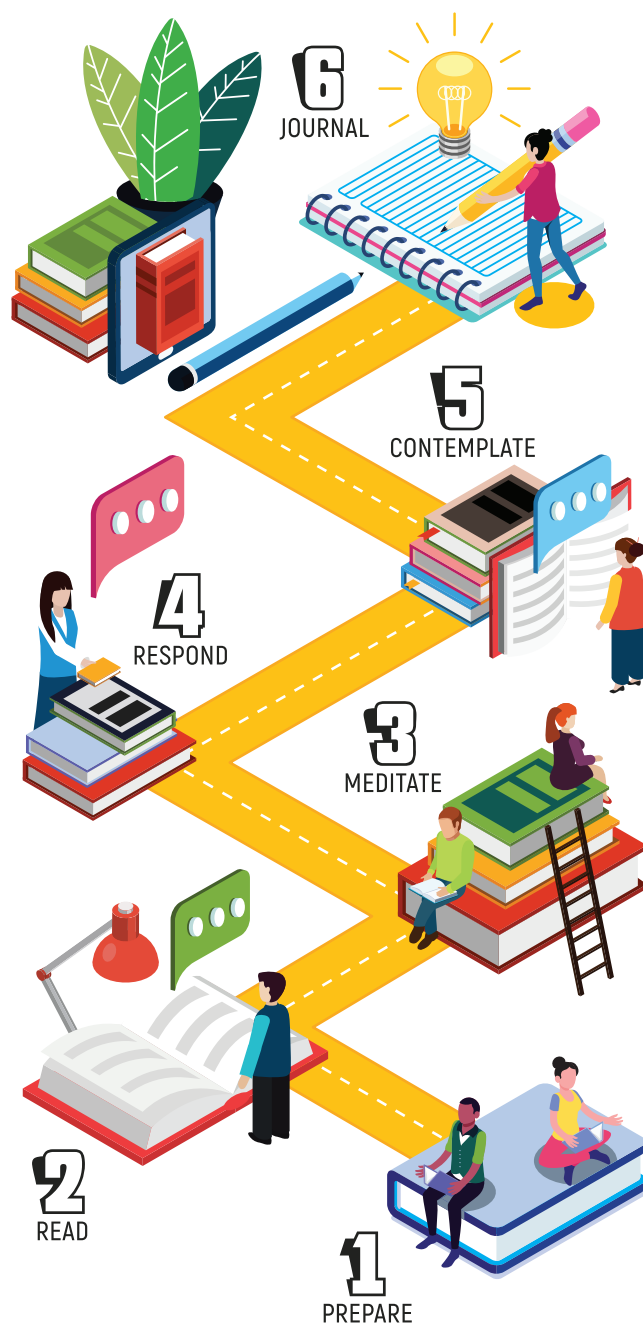 6
JOURNAL
5
CONTEMPLATE
4
RESPOND
3
MEDITATE
2
READ
1
PREPARE